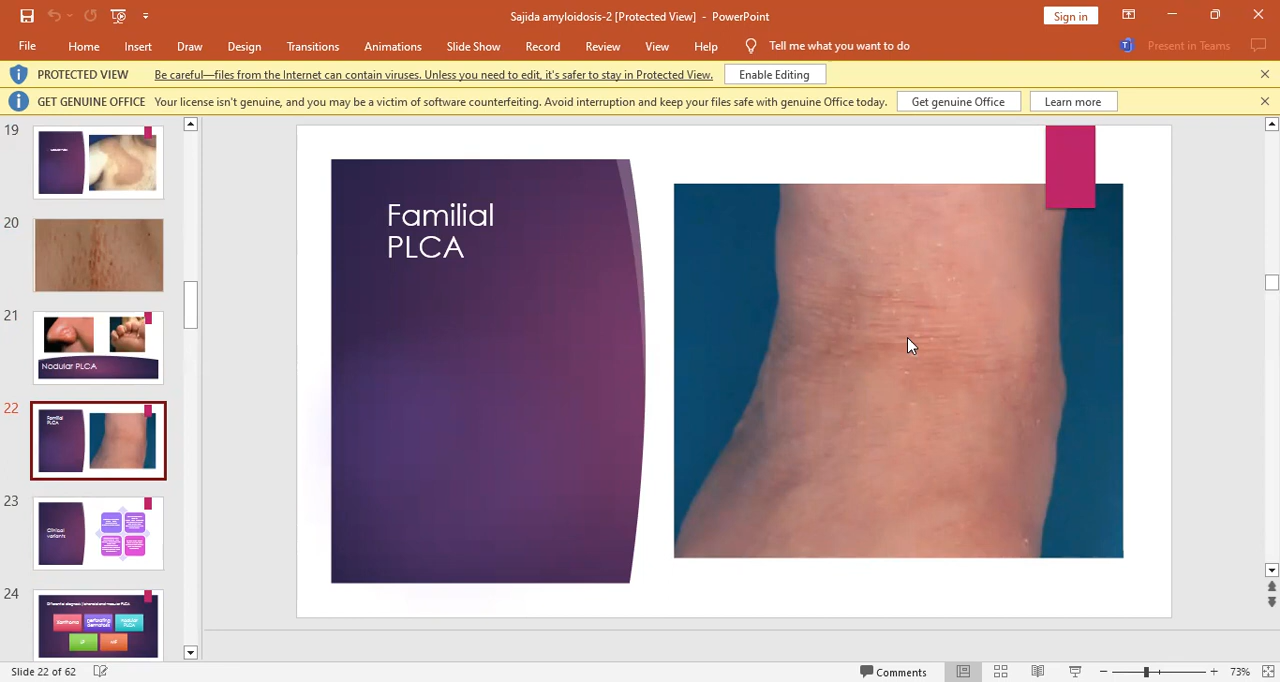 Sajida amyloidosis-2 [Protected View] - PowerPoint
Sign in
File Home Insert Draw Design Transitions Animations Slide Show Record Review View Help Tell me what you want to do Present in Teams
PROTECTED VIEW Be careful—files from the Internet can contain viruses. Unless you need to edit, it's safer to stay in Protected View. Enable Editing
GET GENUINE OFFICE Your license isn't genuine, and you may be a victim of software counterfeiting. Avoid interruption and keep your files safe with genuine Office today. Get genuine Office Learn more
19
20
21
Nodular PLCA
22
Familial
PLCA
23
Clinical
variants
24
Familial
PLCA
Slide 22 of 62
Comments
73%